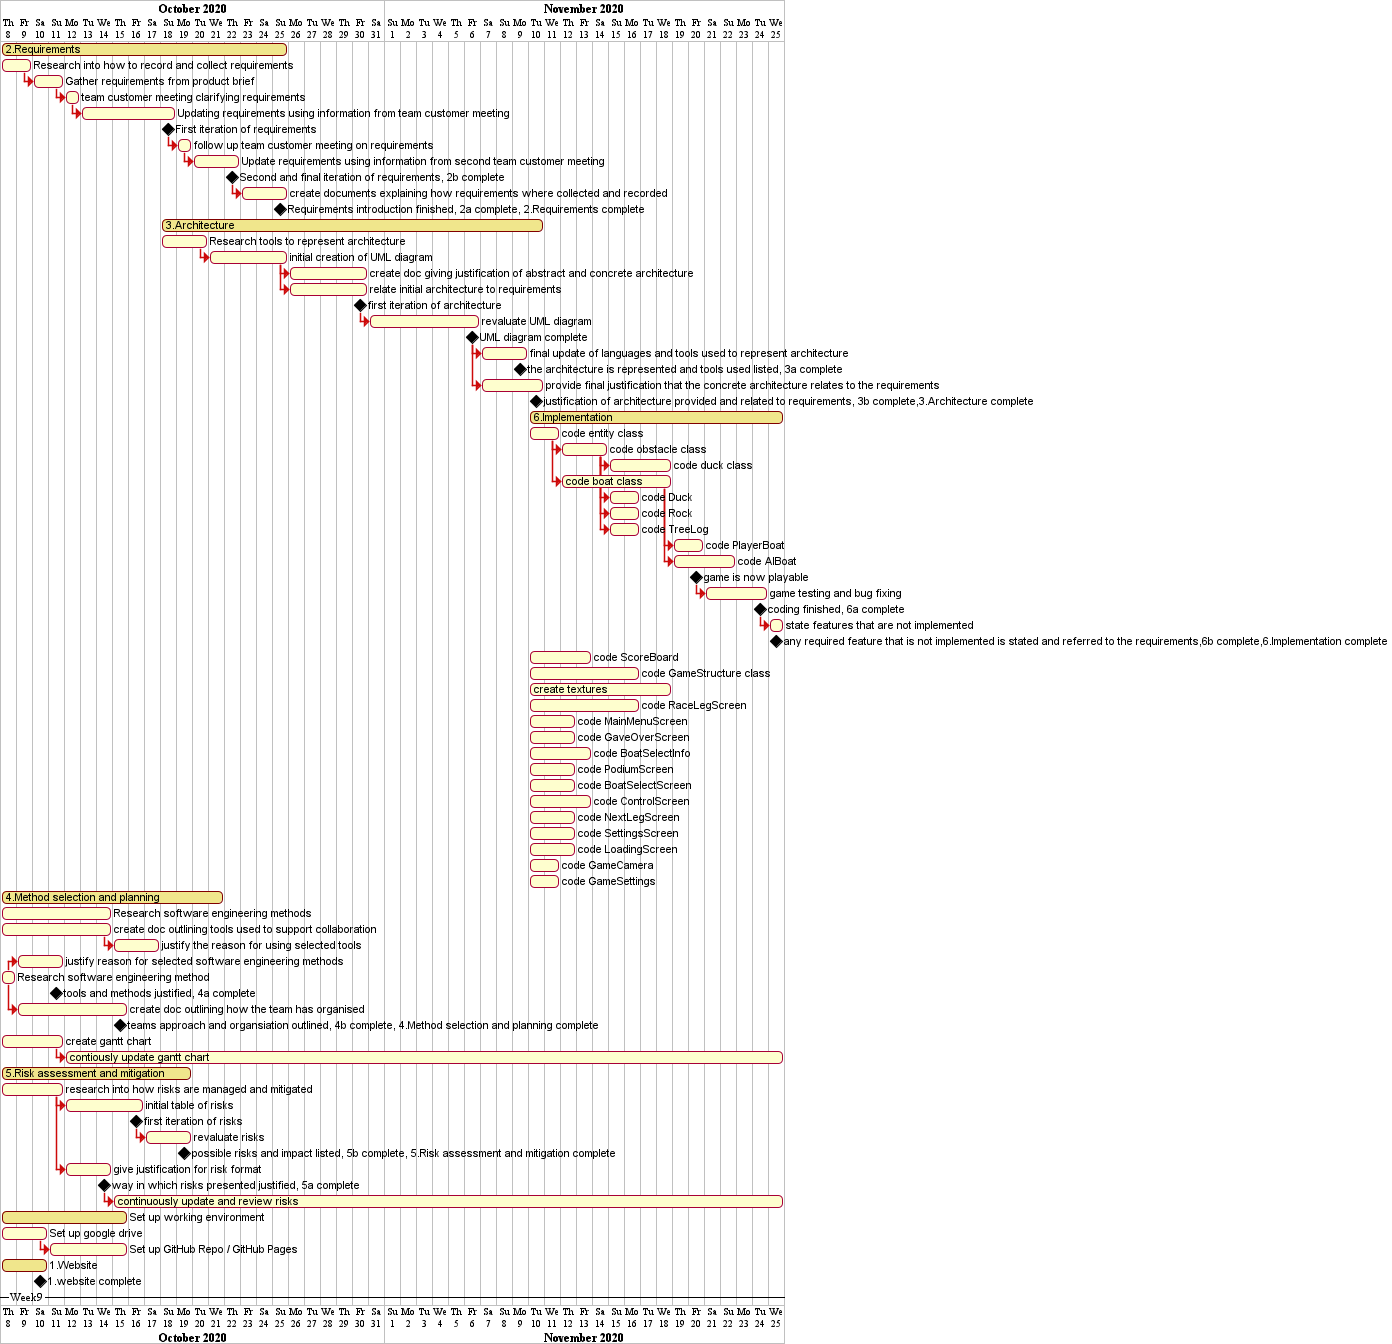 October 2020 November 2020
Th Fr Sa Su Mo Tu We Th Fr Sa Su Mo Tu We Th Fr Sa Su Mo Tu We Th Fr Sa Su Mo Tu We Th Fr Sa Su Mo Tu We Th Fr Sa Su Mo Tu We Th Fr Sa Su Mo Tu We
8 9 10 11 12 13 14 15 16 17 18 19 20 21 22 23 24 25 26 27 28 29 30 31 1 2 3 4 5 6 7 8 9 10 11 12 13 14 15 16 17 18 19 20 21 22 23 24 25
2.Requirements
Research into how to record and collect requirements
Gather requirements from product brief
team customer meeting clarifying requirements
Updating requirements using information from team customer meeting
First iteration of requirements
follow up team customer meeting on requirements
Update requirements using information from second team customer meeting
Second and final iteration of requirements, 2b complete
create documents explaining how requirements where collected and recorded
Requirements introduction finished, 2a complete, 2.Requirements complete
3.Architecture
Research tools to represent architecture
initial creation of UML diagram
create doc giving justification of abstract and concrete architecture
relate initial architecture to requirements
first iteration of architecture
revaluate UML diagram
UML diagram complete
final update of languages and tools used to represent architecture
the architecture is represented and tools used listed, 3a complete
provide final justification that the concrete architecture relates to the requirements
justification of architecture provided and related to requirements, 3b complete,3.Architecture complete
6.Implementation
code entity class
code obstacle class
code duck class
code boat class
code Duck
code Rock
code TreeLog
code PlayerBoat
code AIBoat
game is now playable
game testing and bug fixing
coding finished, 6a complete
state features that are not implemented
any required feature that is not implemented is stated and referred to the requirements,6b complete,6.Implementation complete
code ScoreBoard
code GameStructure class
create textures
code RaceLegScreen
code MainMenuScreen
code GaveOverScreen
code BoatSelectInfo
code PodiumScreen
code BoatSelectScreen
code ControlScreen
code NextLegScreen
code SettingsScreen
code LoadingScreen
code GameCamera
code GameSettings
4.Method selection and planning
Research software engineering methods
create doc outlining tools used to support collaboration
justify the reason for using selected tools
justify reason for selected software engineering methods
Research software engineering method
tools and methods justified, 4a complete
create doc outlining how the team has organised
teams approach and organsiation outlined, 4b complete, 4.Method selection and planning complete
create gantt chart
contiously update gantt chart
5.Risk assessment and mitigation
research into how risks are managed and mitigated
initial table of risks
first iteration of risks
revaluate risks
possible risks and impact listed, 5b complete, 5.Risk assessment and mitigation complete
give justification for risk format
way in which risks presented justified, 5a complete
continuously update and review risks
Set up working environment
Set up google drive
Set up GitHub Repo / GitHub Pages
1.Website
1.website complete
Week9
Th Fr Sa Su Mo Tu We Th Fr Sa Su Mo Tu We Th Fr Sa Su Mo Tu We Th Fr Sa Su Mo Tu We Th Fr Sa Su Mo Tu We Th Fr Sa Su Mo Tu We Th Fr Sa Su Mo Tu We
8 9 10 11 12 13 14 15 16 17 18 19 20 21 22 23 24 25 26 27 28 29 30 31 1 2 3 4 5 6 7 8 9 10 11 12 13 14 15 16 17 18 19 20 21 22 23 24 25
October 2020 November 2020